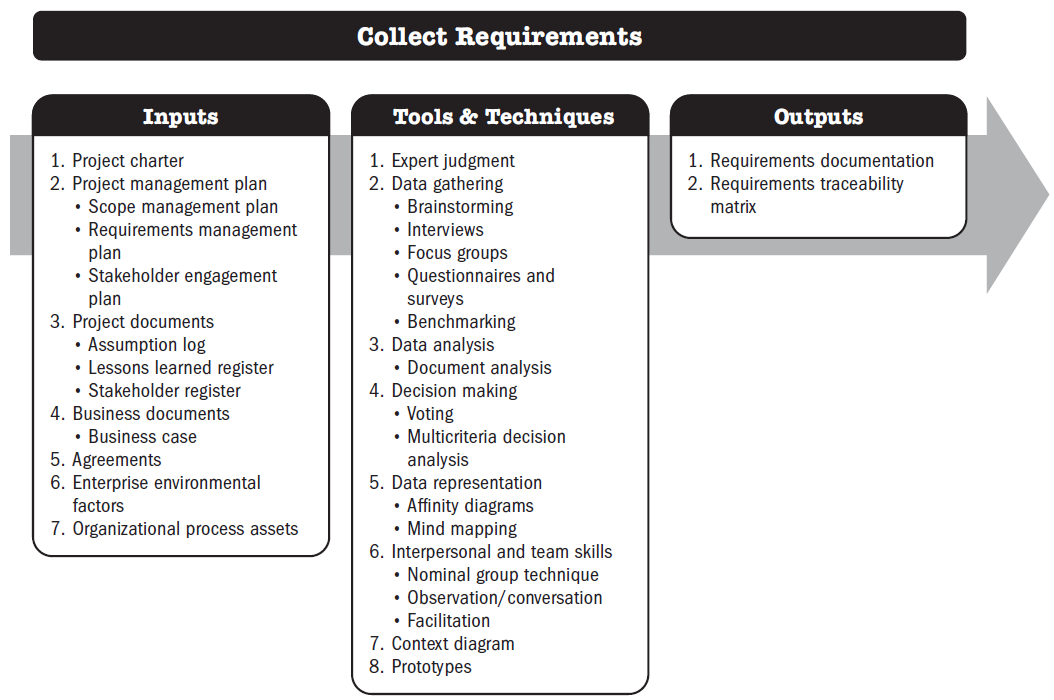 Collect Requirements
Inputs
1. Project charter
2. Project management plan
• Scope management plan
• Requirements management
plan
• Stakeholder engagement
plan
3. Project documents
• Assumption log
• Lessons learned register
• Stakeholder register
4. Business documents
• Business case
5. Agreements
6. Enterprise environmental
factors
7. Organizational process assets
Tools & Techniques
1. Expert judgment
2. Data gathering
• Brainstorming
• Interviews
• Focus groups
• Questionnaires and
surveys
• Benchmarking
3. Data analysis
• Document analysis
4. Decision making
• Voting
• Multicriteria decision
analysis
5. Data representation
• Affinity diagrams
• Mind mapping
6. Interpersonal and team skills
• Nominal group technique
• Observation/conversation
• Facilitation
7. Context diagram
8. Prototypes
Outputs
1. Requirements documentation
2. Requirements traceability
matrix